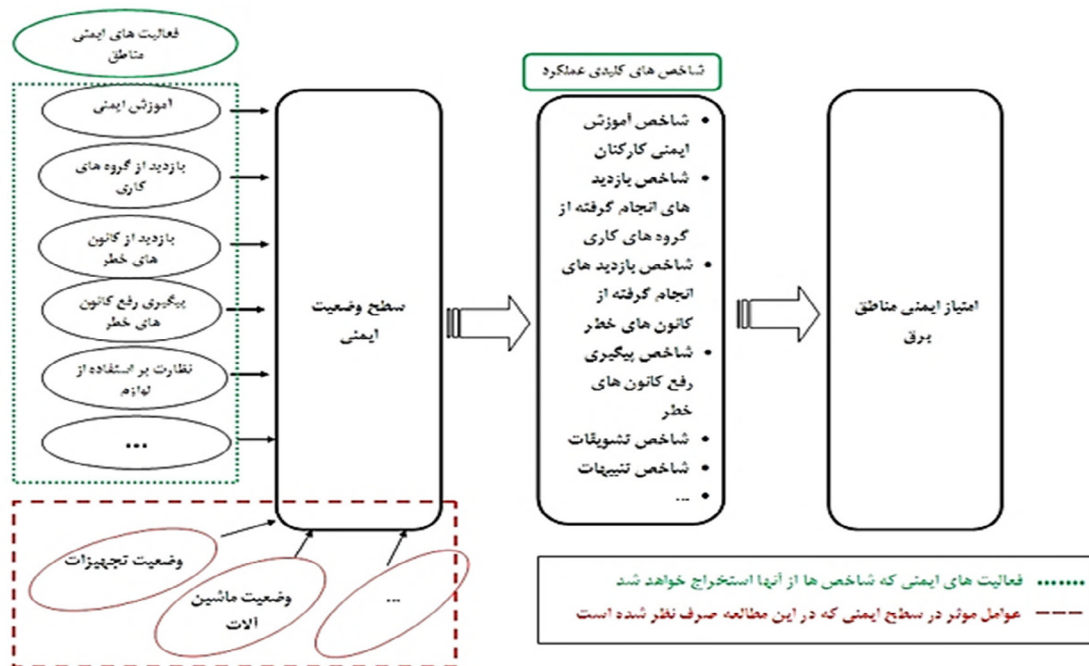 فعالیت های ایمنی
مناطق
آموزش ایمنی
بازدید از گروه های
کاری
بازدید از کانون
های خطر
پیگیری رفع کانون
های خطر
نظارت بر استفاده از
لوازم
...
سطح وضعیت
ایمنی
شاخص های کلیدی عملکرد
• شاخص آموزش
ایمنی کارکنان
• شاخص بازدید
های انجام گرفته از
گروه های کاری
• شاخص بازدید های
انجام گرفته از
کانون های خطر
• شاخص پیگیری
رفع کانون های
خطر
• شاخص تشویقات
• شاخص تنبیهات
• ...
امتیاز ایمنی مناطق
برق
وضعیت تجهیزات
وضعیت ماشین
آلات
...
فعالیت های ایمنی که شاخص ها از آنها استخراج خواهد شد
عوامل موثر در سطح ایمنی که در این مطالعه صرف نظر شده است